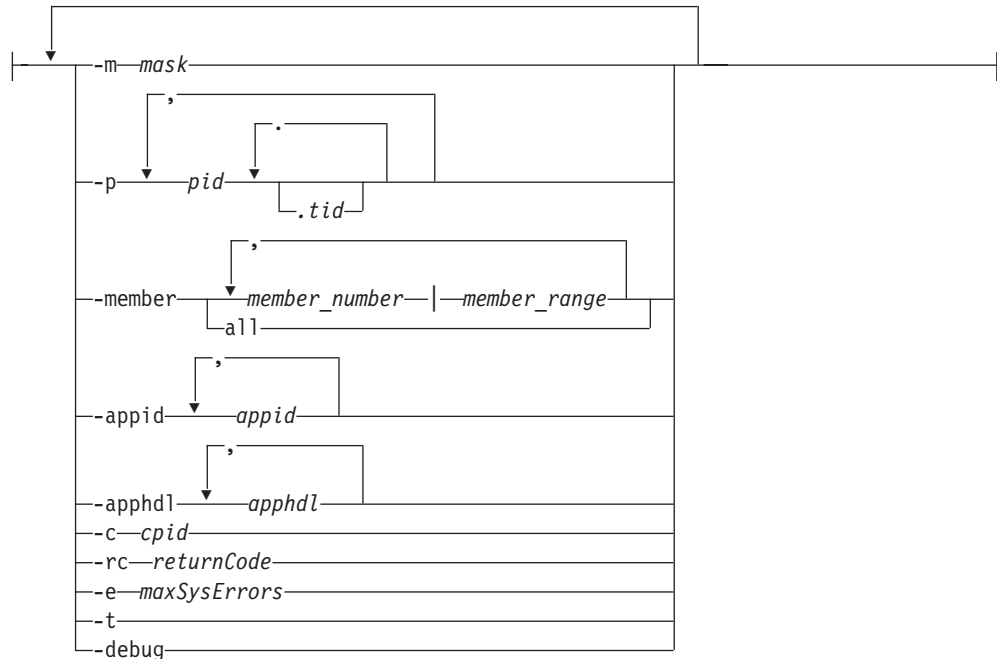 -m mask
,
.
-p pid
.tid
,
-member member_number | member_range
all
,
-appid appid
,
-apphdl apphdl
-c cpid
-rc returnCode
-e maxSysErrors
-t
-debug